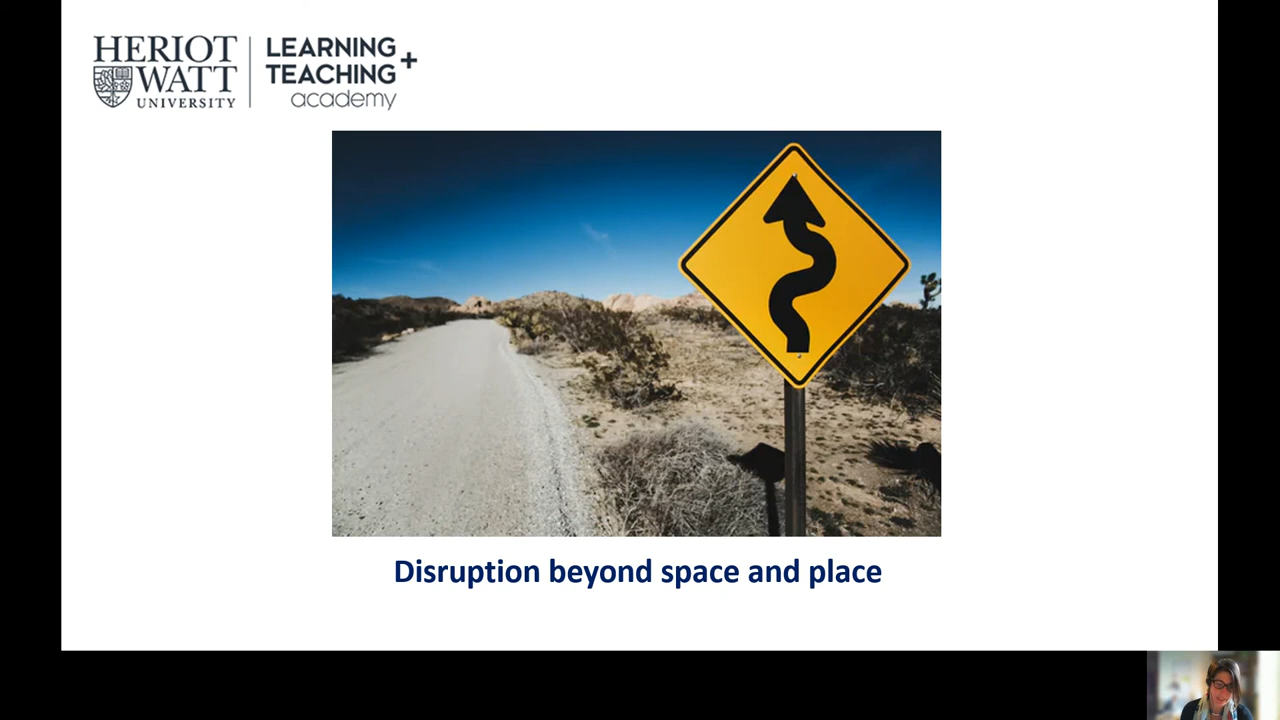 HERIOT
WATT
UNIVERSITY
LEARNING+
TEACHING
academy
Disruption beyond space and place